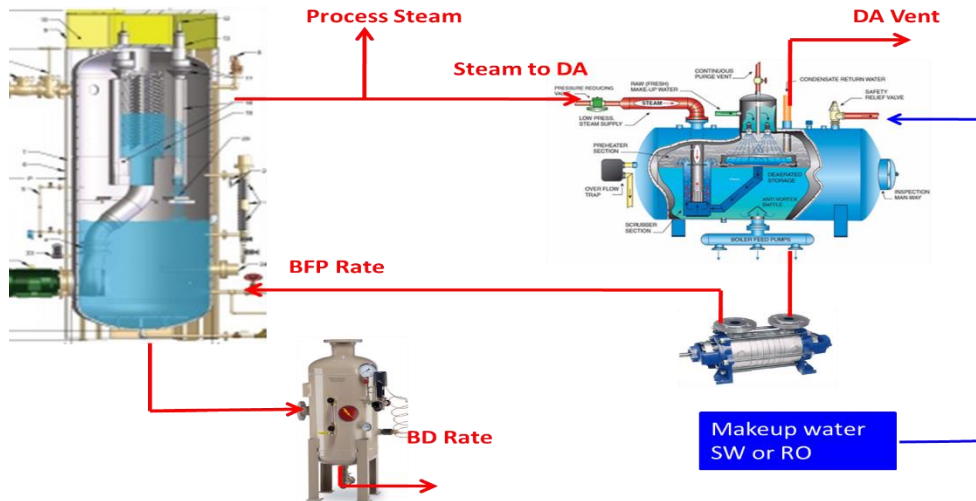 Process Steam
DA Vent
Steam to DA
CONTINUOUS
PURGE VENT
RAW (FRESH)
MAKE-UP WATER
CONDENSATE RETURN WATER
PRESSURE REDUCING
SAFETY
RELIEF VALVE
STEAM
LOW PRESS.
STEAM SUPPLY
PREHEATER
SECTION
DEAERATED
STORAGE
OVER FLOW
TRAP
ANTI-VORTEX
BAFFLE
INSPECTION
MAN-WAY
SCRUBBER
SECTION
BOILER FEED PUMPS
BFP Rate
BD Rate
Makeup water
SW or RO